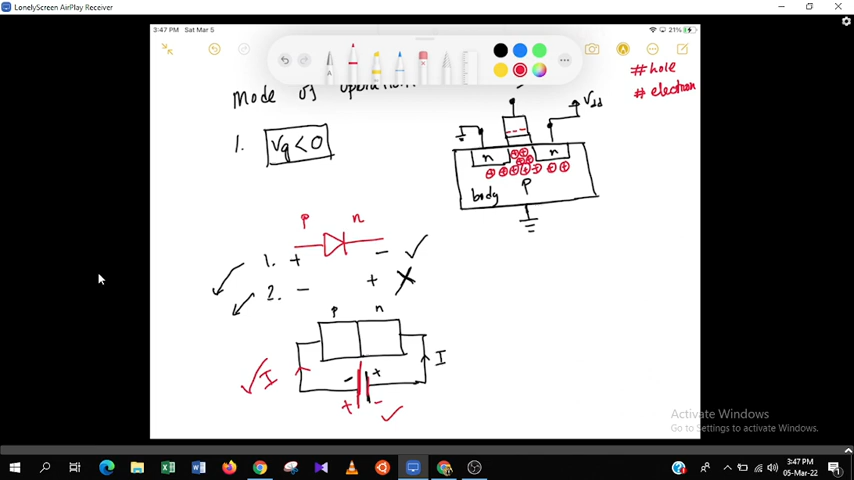 LonelyScreen AirPlay Receiver
3:47 PM Sat Mar 5
21%
mode of operation
# hole
# electron
Vdd
1. Vg < 0
n n
body P
P n
1. + - ✓
2. - + X
P n
I
- +
✓ I
+ - ✓
Activate Windows
Go to Settings to activate Windows.
3:47 PM
05-Mar-22